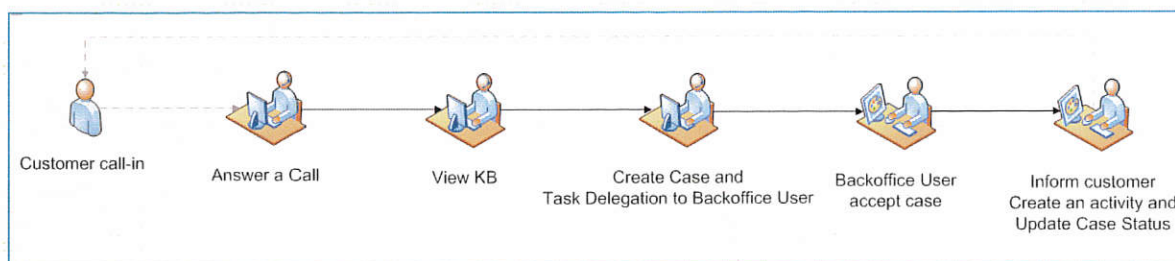 Customer call-in
Answer a Call
View KB
Create Case and
Task Delegation to Backoffice User
Backoffice User
accept case
Inform customer
Create an activity and
Update Case Status